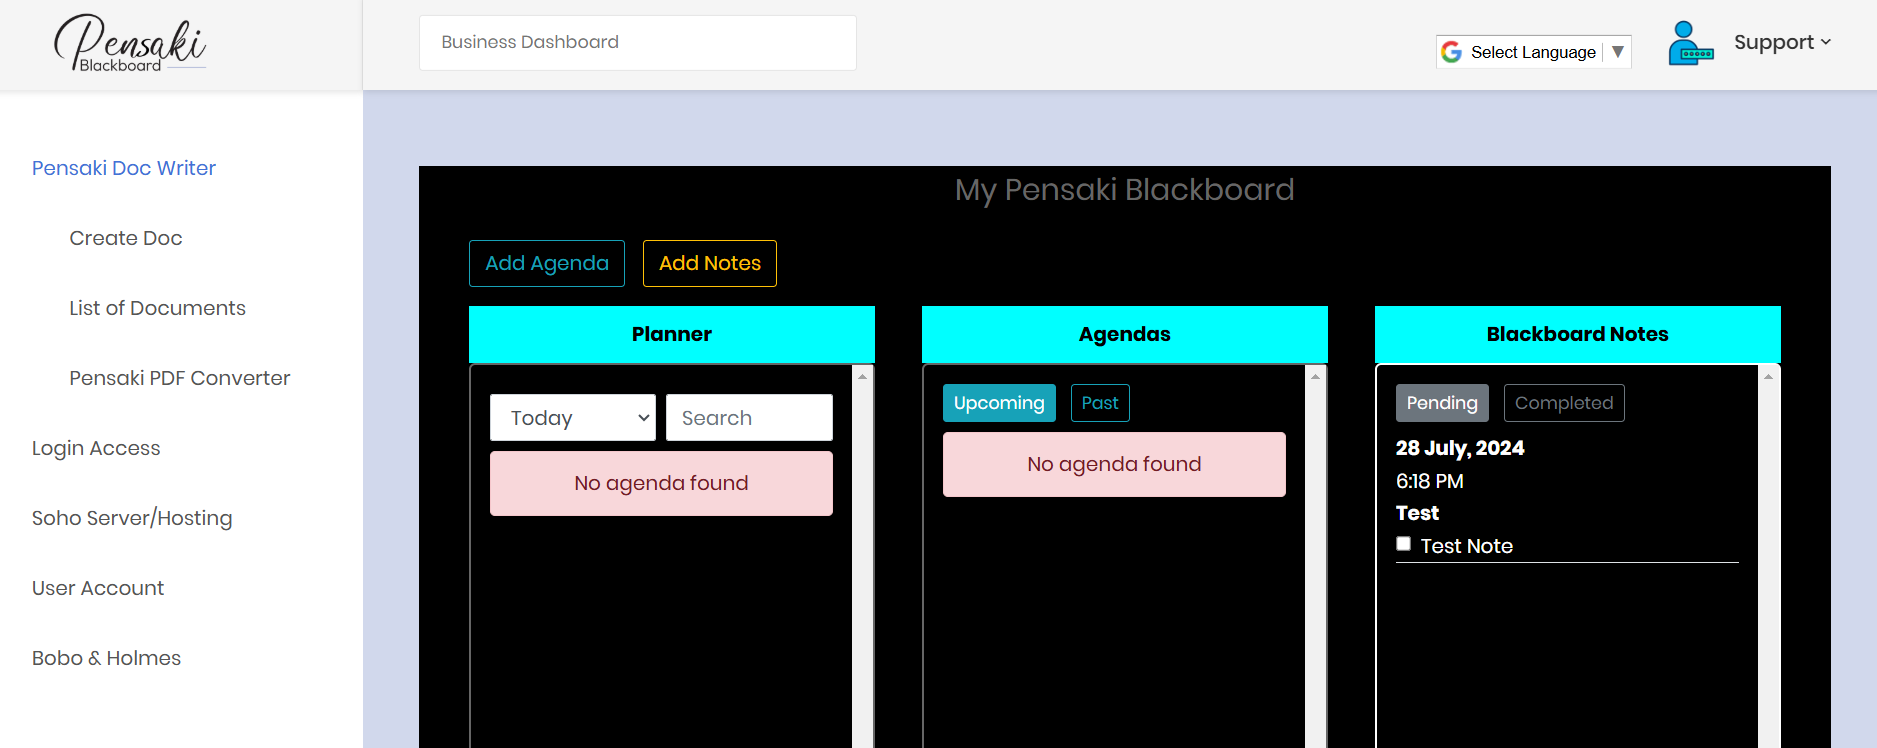 Pensaki
Blackboard
Business Dashboard
Select Language ▼
Support
Pensaki Doc Writer
Create Doc
List of Documents
Pensaki PDF Converter
Login Access
Soho Server/Hosting
User Account
Bobo & Holmes
My Pensaki Blackboard
Add Agenda
Add Notes
Planner
Today
Search
No agenda found
Agendas
Upcoming
Past
No agenda found
Blackboard Notes
Pending
Completed
28 July, 2024
6:18 PM
Test
Test Note